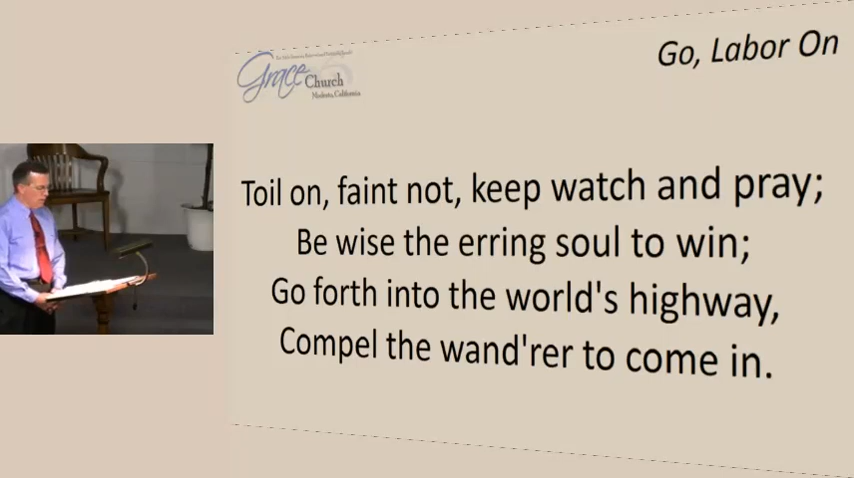 Go, Labor On
Grace
Church
Modesto, California
Toil on, faint not, keep watch and pray;
Be wise the erring soul to win;
Go forth into the world's highway,
Compel the wand'rer to come in.